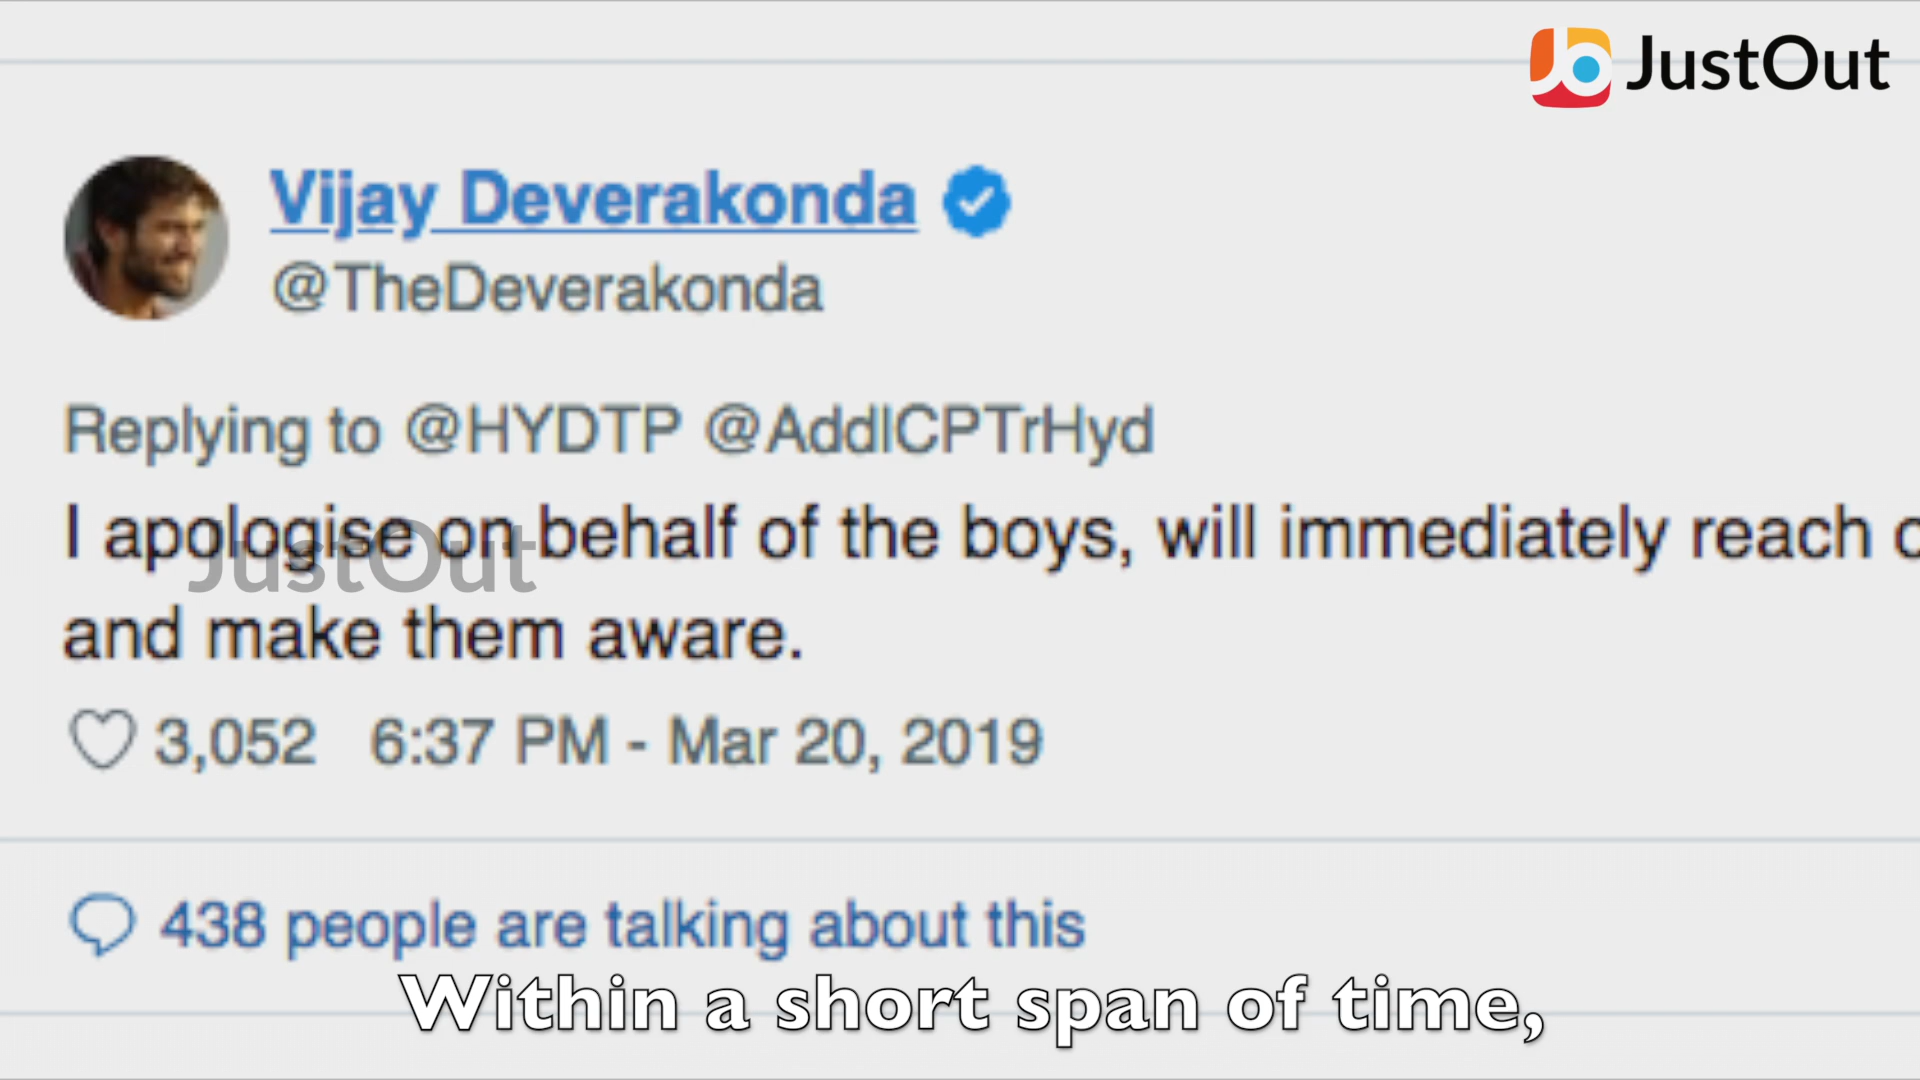 JustOut
Vijay Deverakonda
@TheDeverakonda
Replying to @HYDTP @AddlCPTrHyd
I apologise on behalf of the boys, will immediately reach
JustOut
and make them aware.
3,052 6:37 PM - Mar 20, 2019
438 people are talking about this
Within a short span of time,